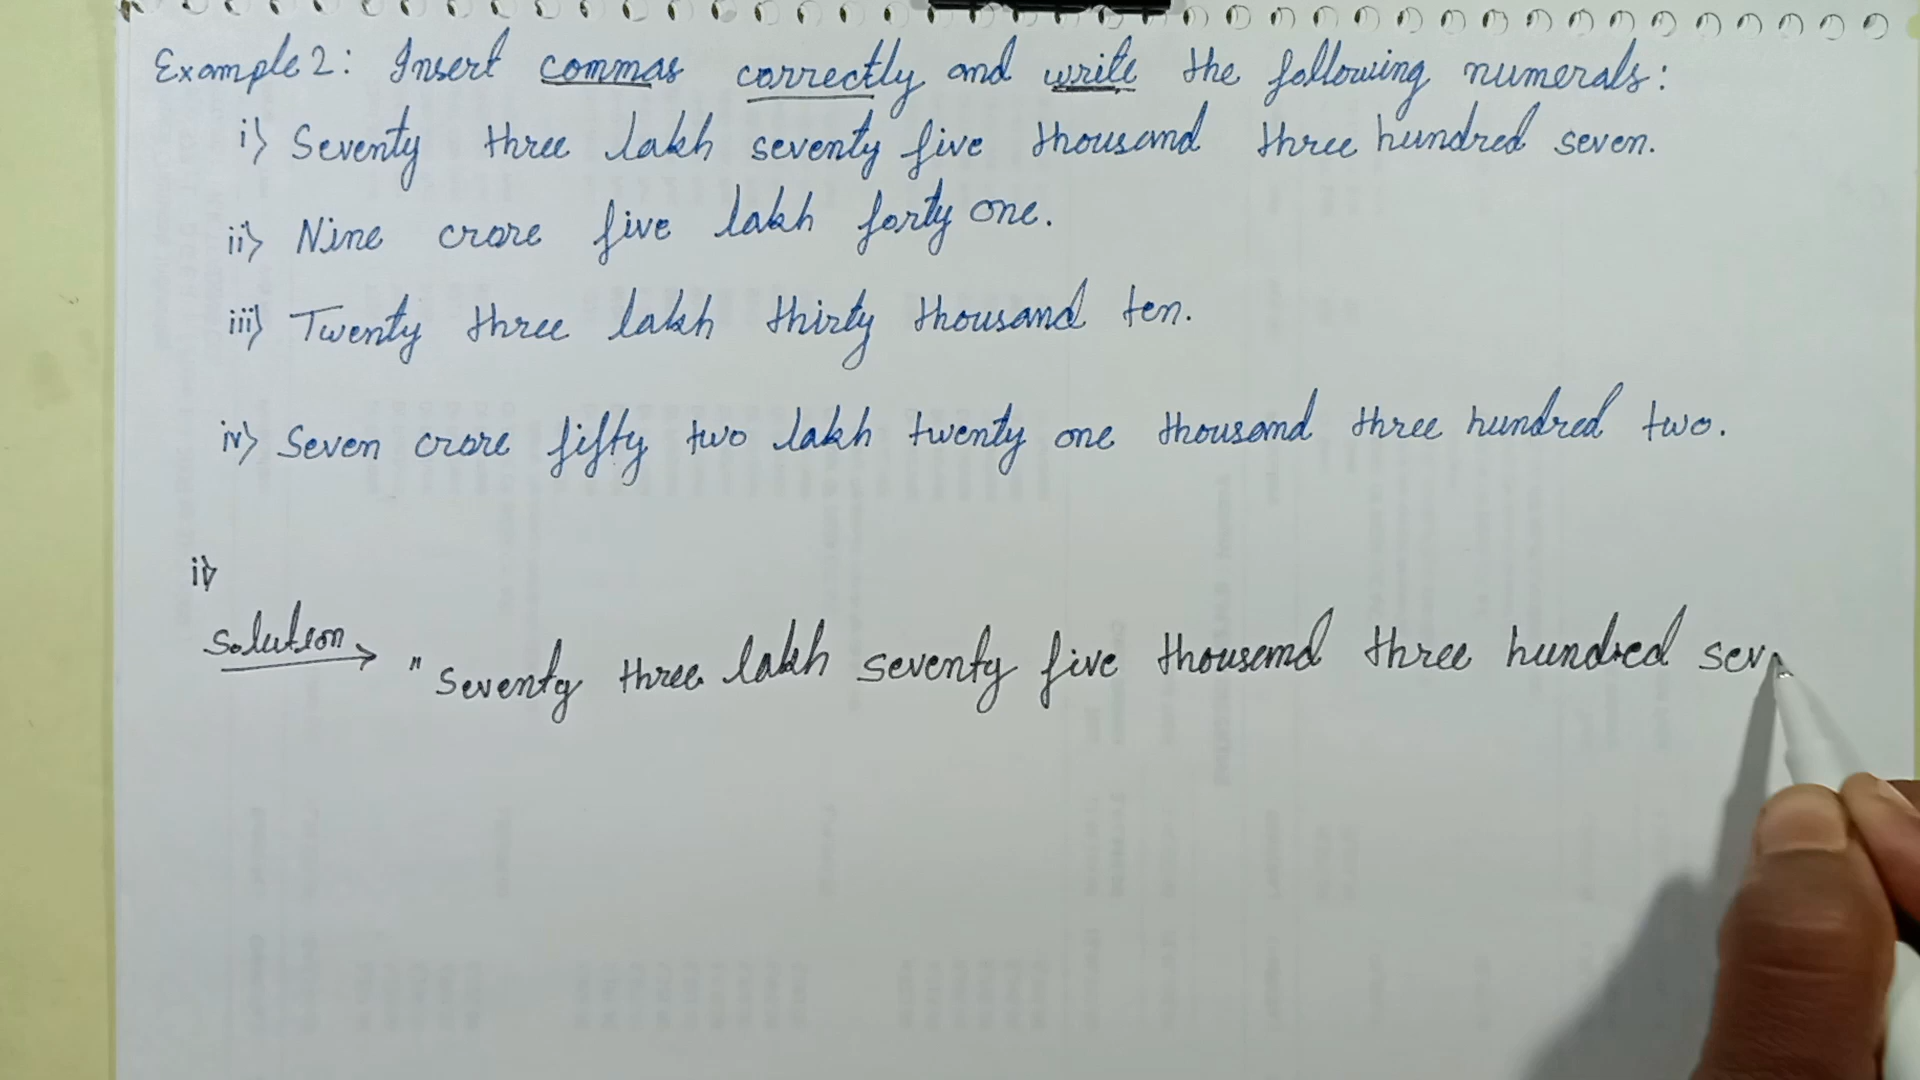 Example 2: Insert commas correctly and write the following numerals:
i) Seventy three lakh seventy five thousand three hundred seven.
ii) Nine crore five lakh forty one.
iii) Twenty three lakh thirty thousand ten.
iv) Seven crore fifty two lakh twenty one thousand three hundred two.
i)
Solution → "Seventy three lakh seventy five thousand three hundred sev